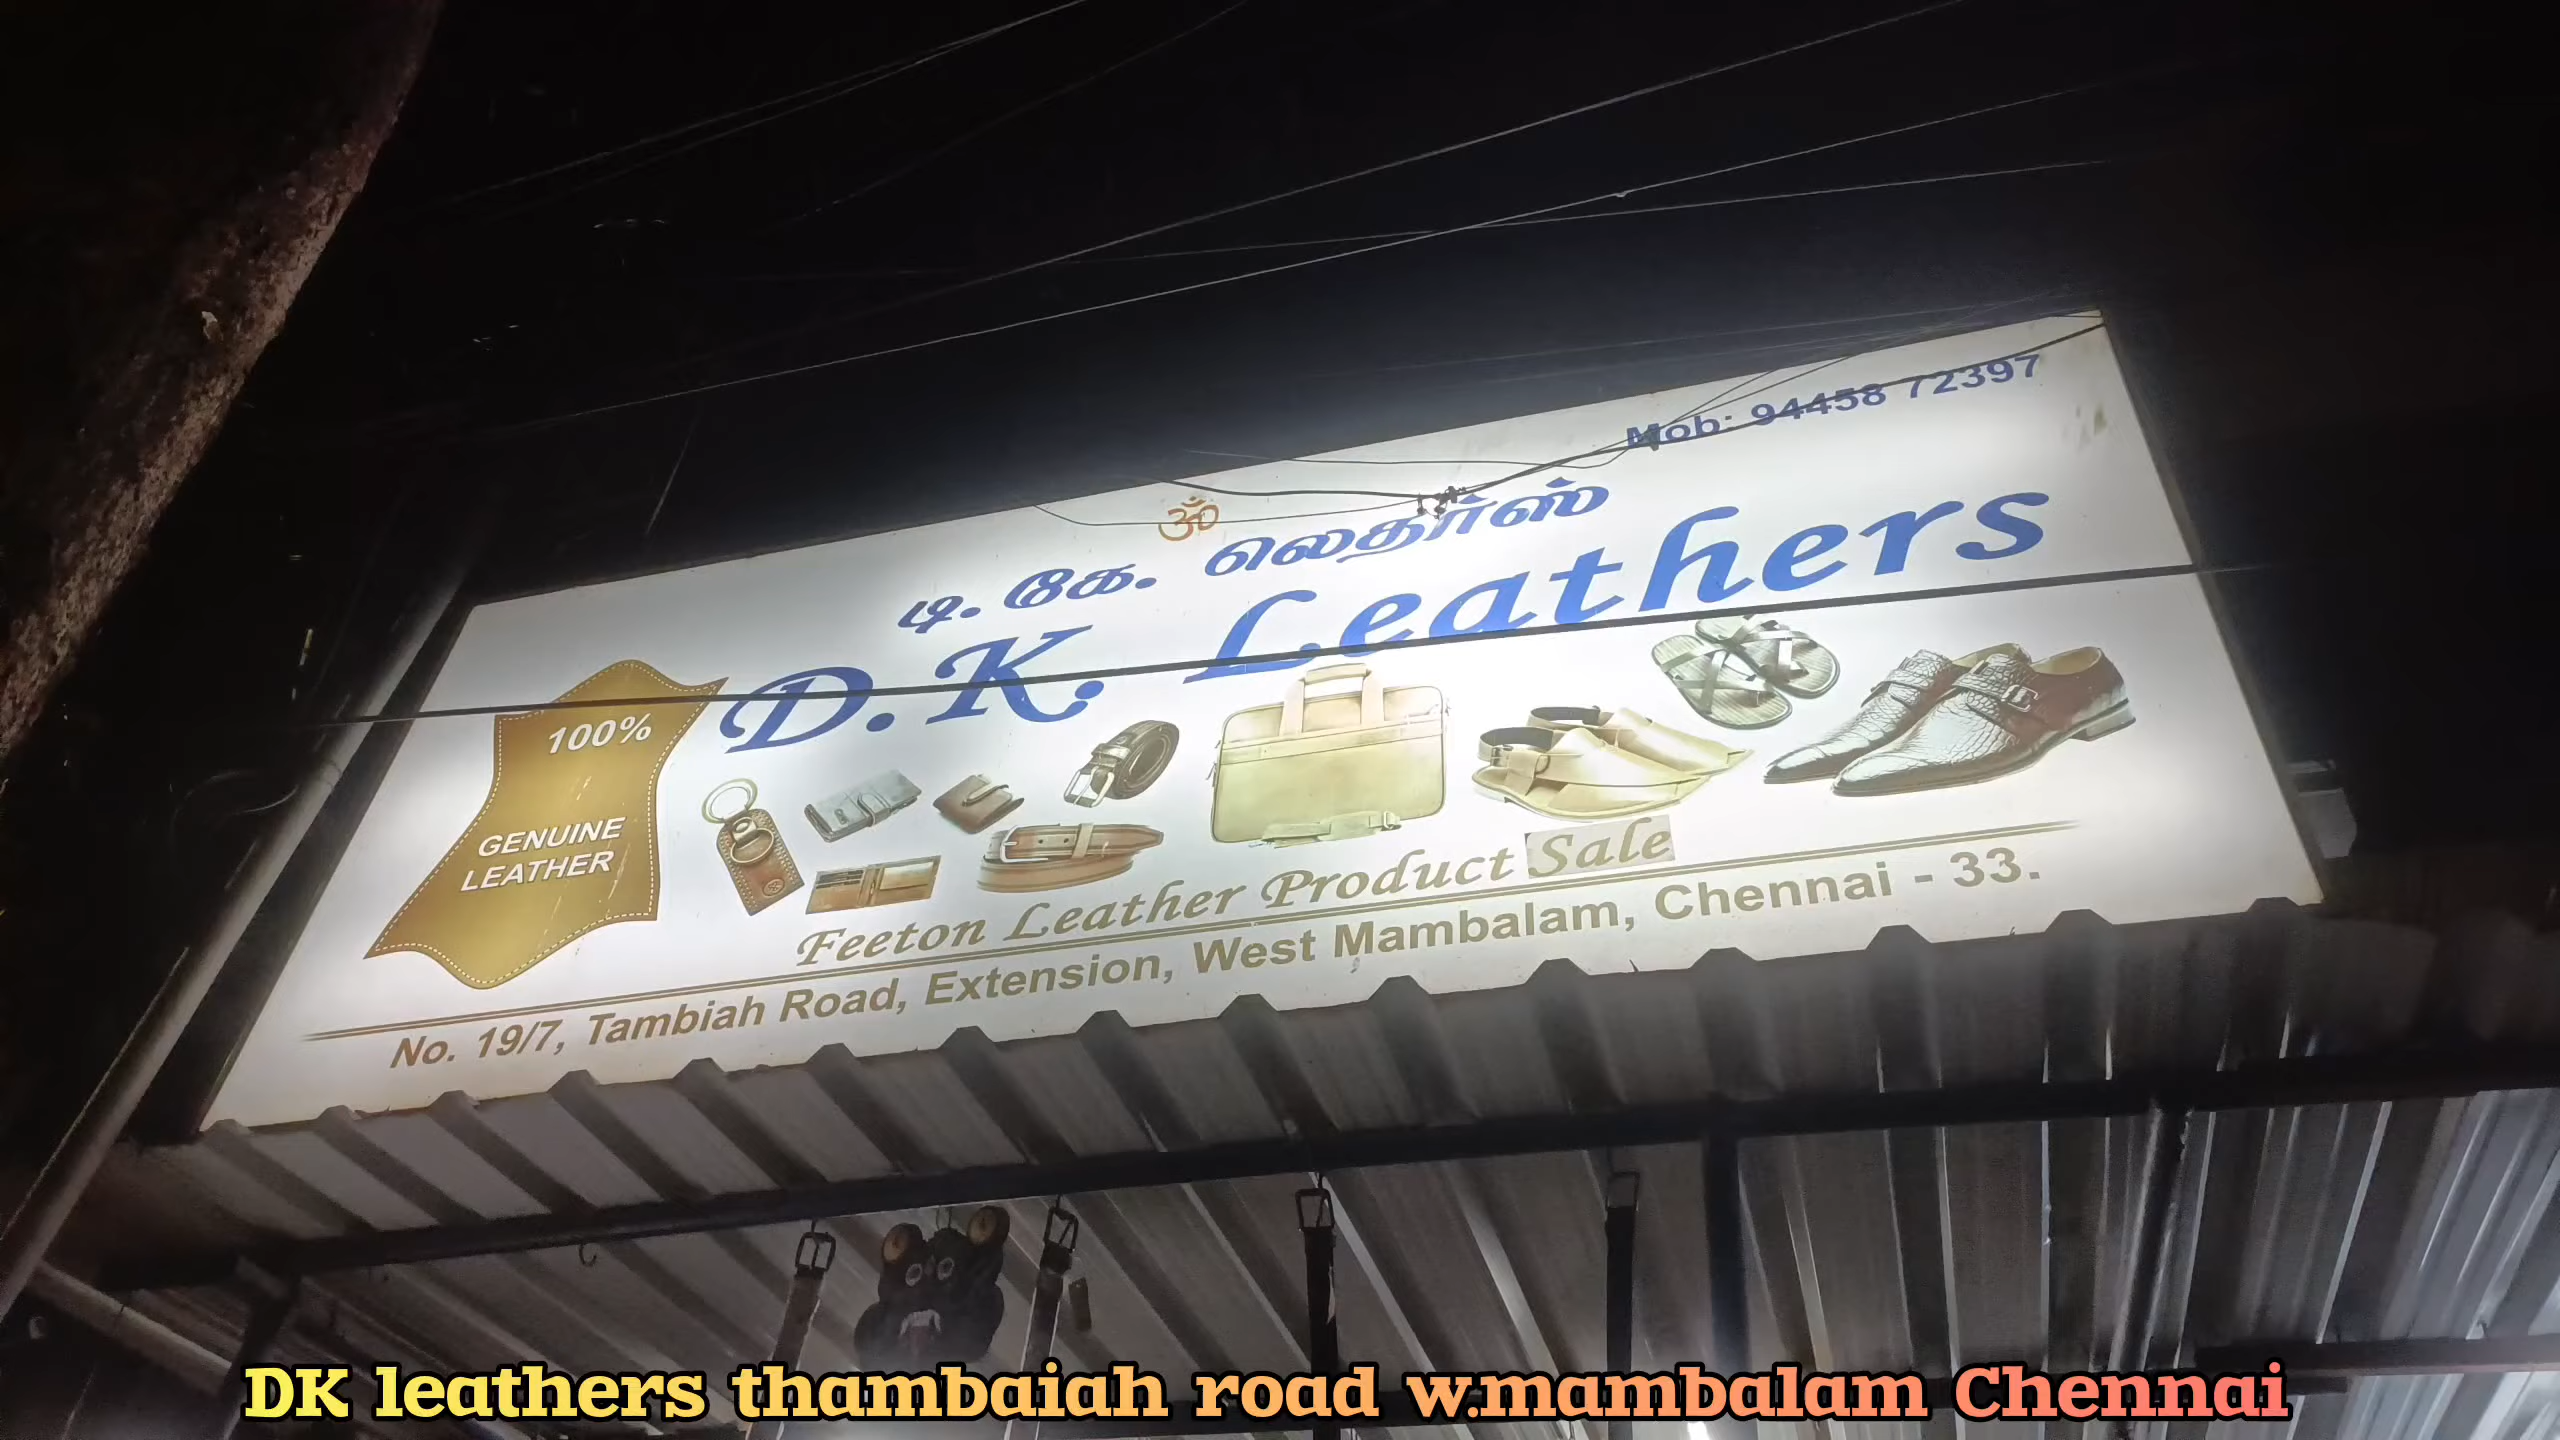 Mob: 94458 72397
ॐ
டி. கே. லெதர்ஸ்
D.K. Leathers
100%
GENUINE
LEATHER
Feeton Leather Product Sale
No. 19/7, Tambiah Road, Extension, West Mambalam, Chennai - 33.
DK leathers thambaiah road w.mambalam Chennai